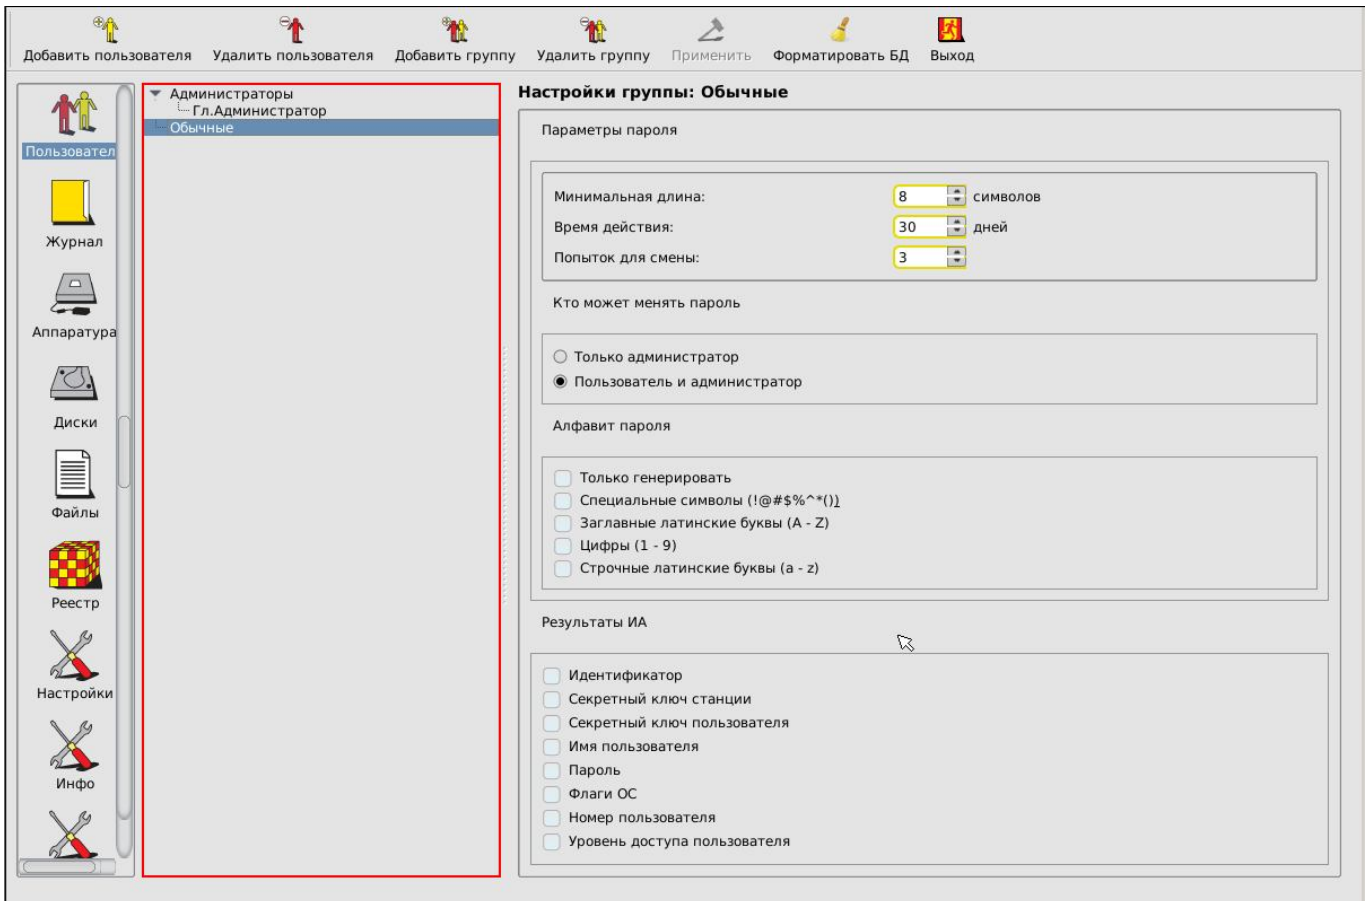 Добавить пользователя Удалить пользователя Добавить группу Удалить группу Применить Форматировать БД Выход
Пользовател
Журнал
Аппаратура
Диски
Файлы
Реестр
Настройки
Инфо
Администраторы
Гл.Администратор
Обычные
Настройки группы: Обычные
Параметры пароля
Минимальная длина: 8 символов
Время действия: 30 дней
Попыток для смены: 3
Кто может менять пароль
Только администратор
Пользователь и администратор
Алфавит пароля
Только генерировать
Специальные символы (!@#$%^*())
Заглавные латинские буквы (A - Z)
Цифры (1 - 9)
Строчные латинские буквы (a - z)
Результаты ИА
Идентификатор
Секретный ключ станции
Секретный ключ пользователя
Имя пользователя
Пароль
Флаги ОС
Номер пользователя
Уровень доступа пользователя